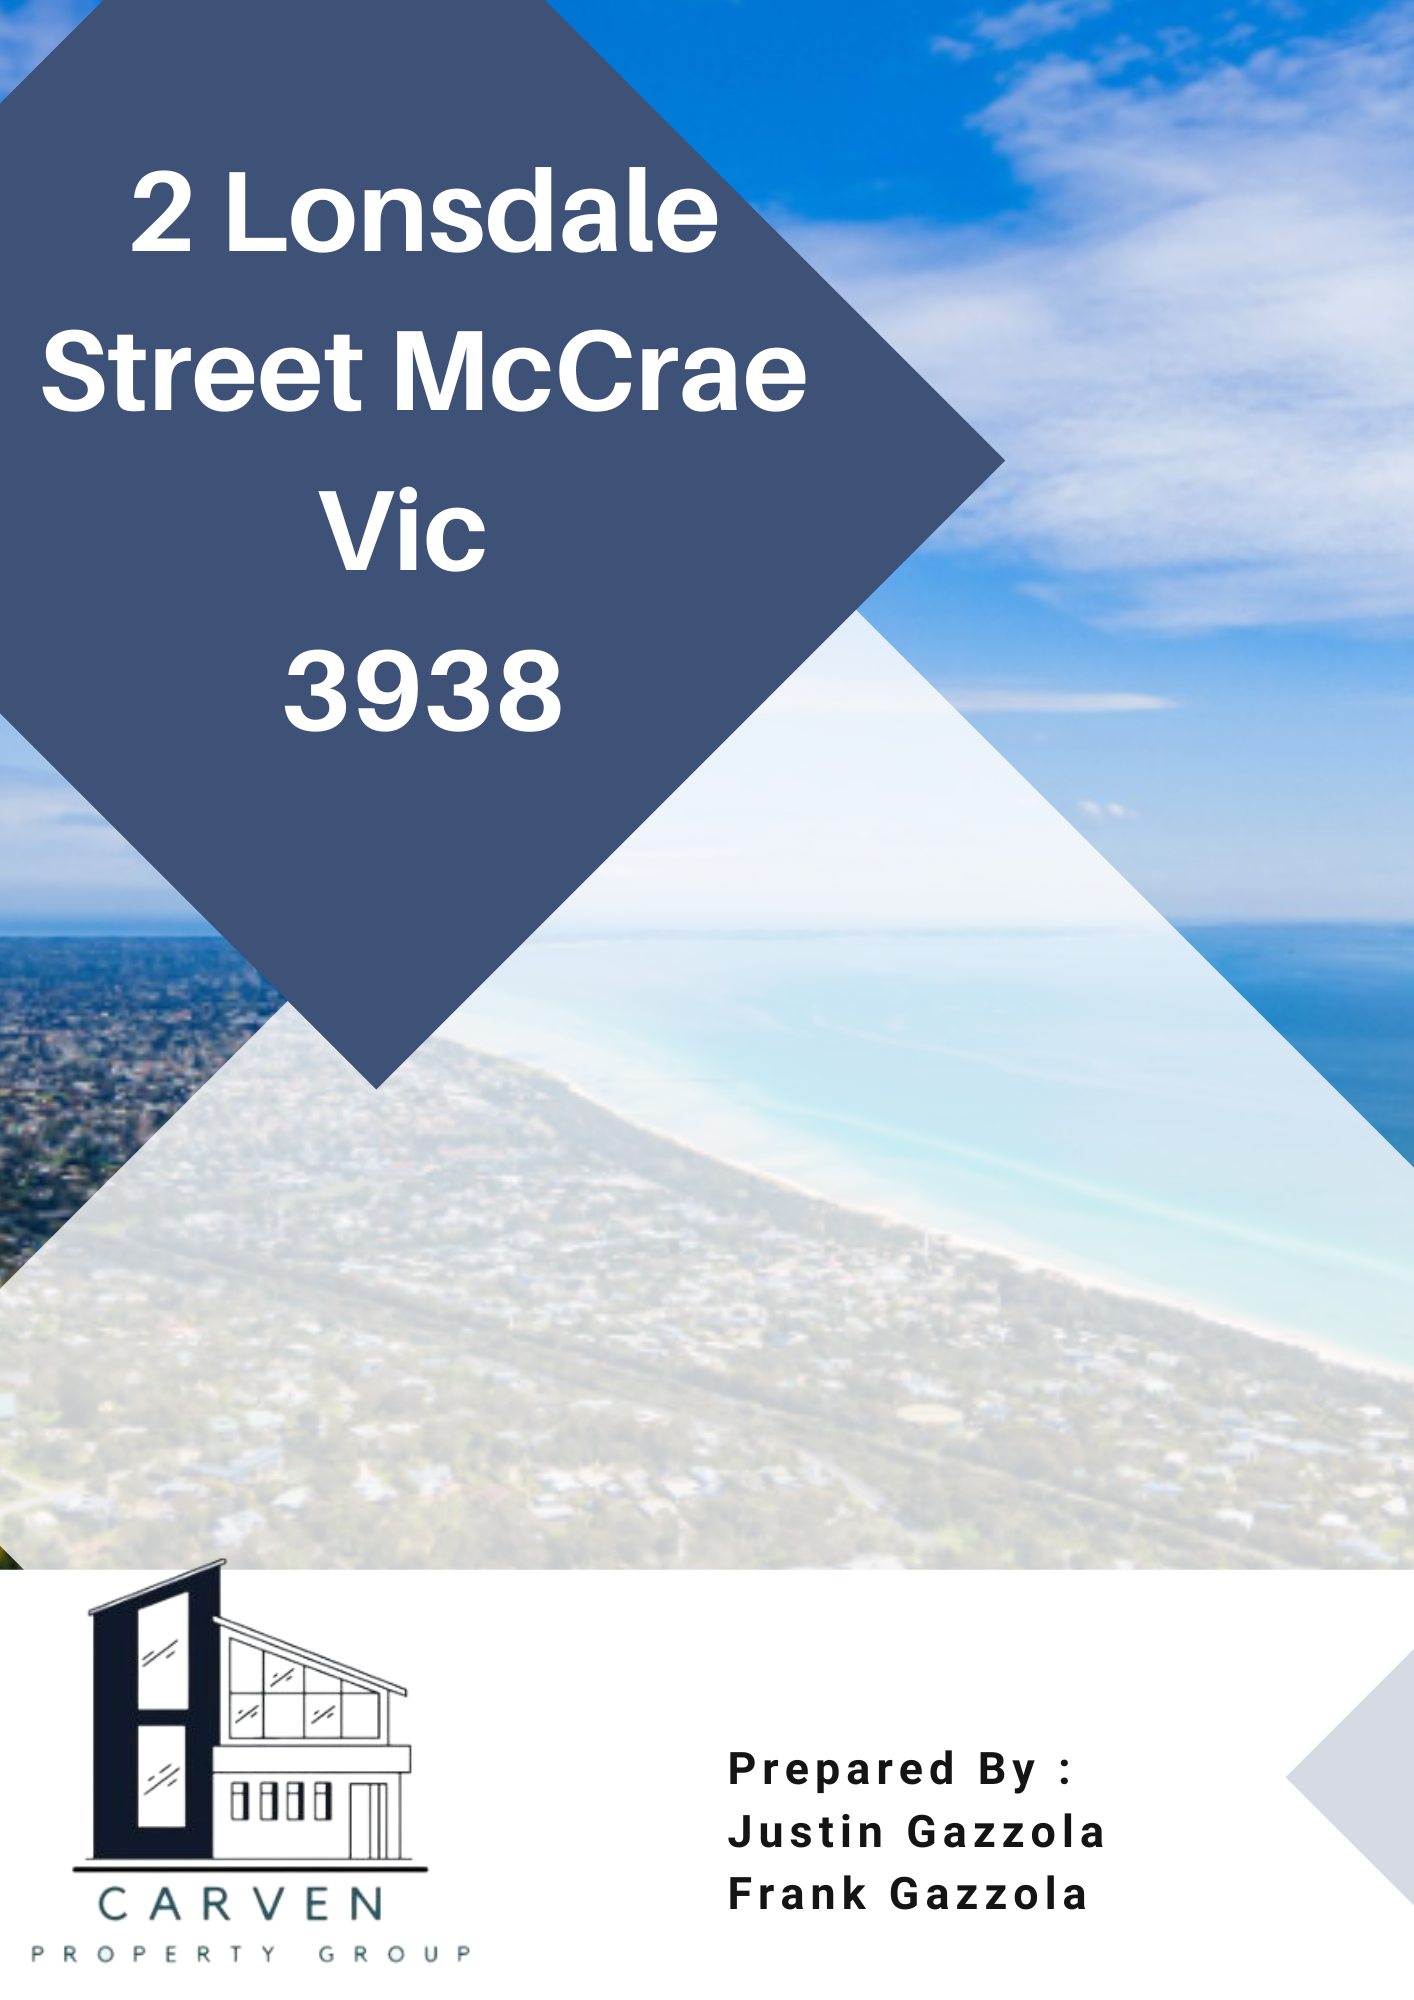 2 Lonsdale
Street McCrae
Vic
3938
CARVEN
PROPERTY GROUP
Prepared By :
Justin Gazzola
Frank Gazzola